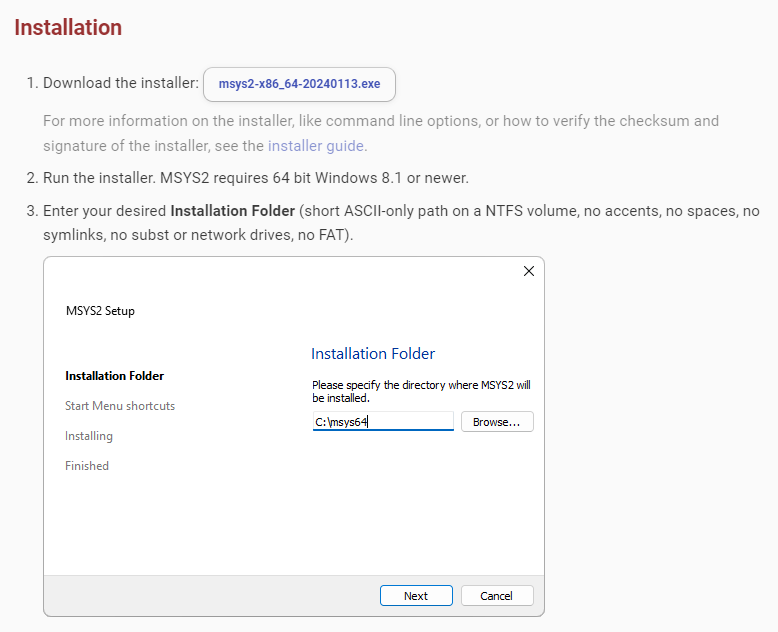 Installation
1. Download the installer: msys2-x86_64-20240113.exe
For more information on the installer, like command line options, or how to verify the checksum and
signature of the installer, see the installer guide.
2. Run the installer. MSYS2 requires 64 bit Windows 8.1 or newer.
3. Enter your desired Installation Folder (short ASCII-only path on a NTFS volume, no accents, no spaces, no
symlinks, no subst or network drives, no FAT).
MSYS2 Setup
Installation Folder
Start Menu shortcuts
Installing
Finished
Installation Folder
Please specify the directory where MSYS2 will
be installed.
C:\msys64
Browse...
Next
Cancel